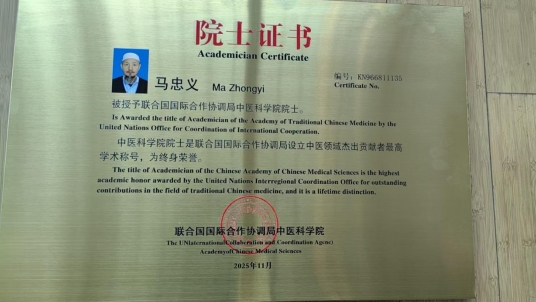 院士证书
Academician Certificate
马忠义 Ma Zhongyi
编号：KN966811135
Certificate No.
被授予联合国国际合作协调局中医科学院院士。
Is Awarded the title of Academician of the Academy of Traditional Chinese Medicine by the
United Nations Office for Coordination of International Cooperation.
中医科学院院士是联合国国际合作协调局设立中医领域杰出贡献者最高
学术称号，为终身荣誉。
The title of Academician of the Chinese Academy of Chinese Medical Sciences is the highest
academic honor awarded by the United Nations Interregional Coordination Office for outstanding
contributions in the field of traditional Chinese medicine, and it is a lifetime distinction.
联合国国际合作协调局中医科学院
The UNIaternational(Collaboration and Coordination Agenc)
AcademyofChinese Medical Sciences
2025年11月